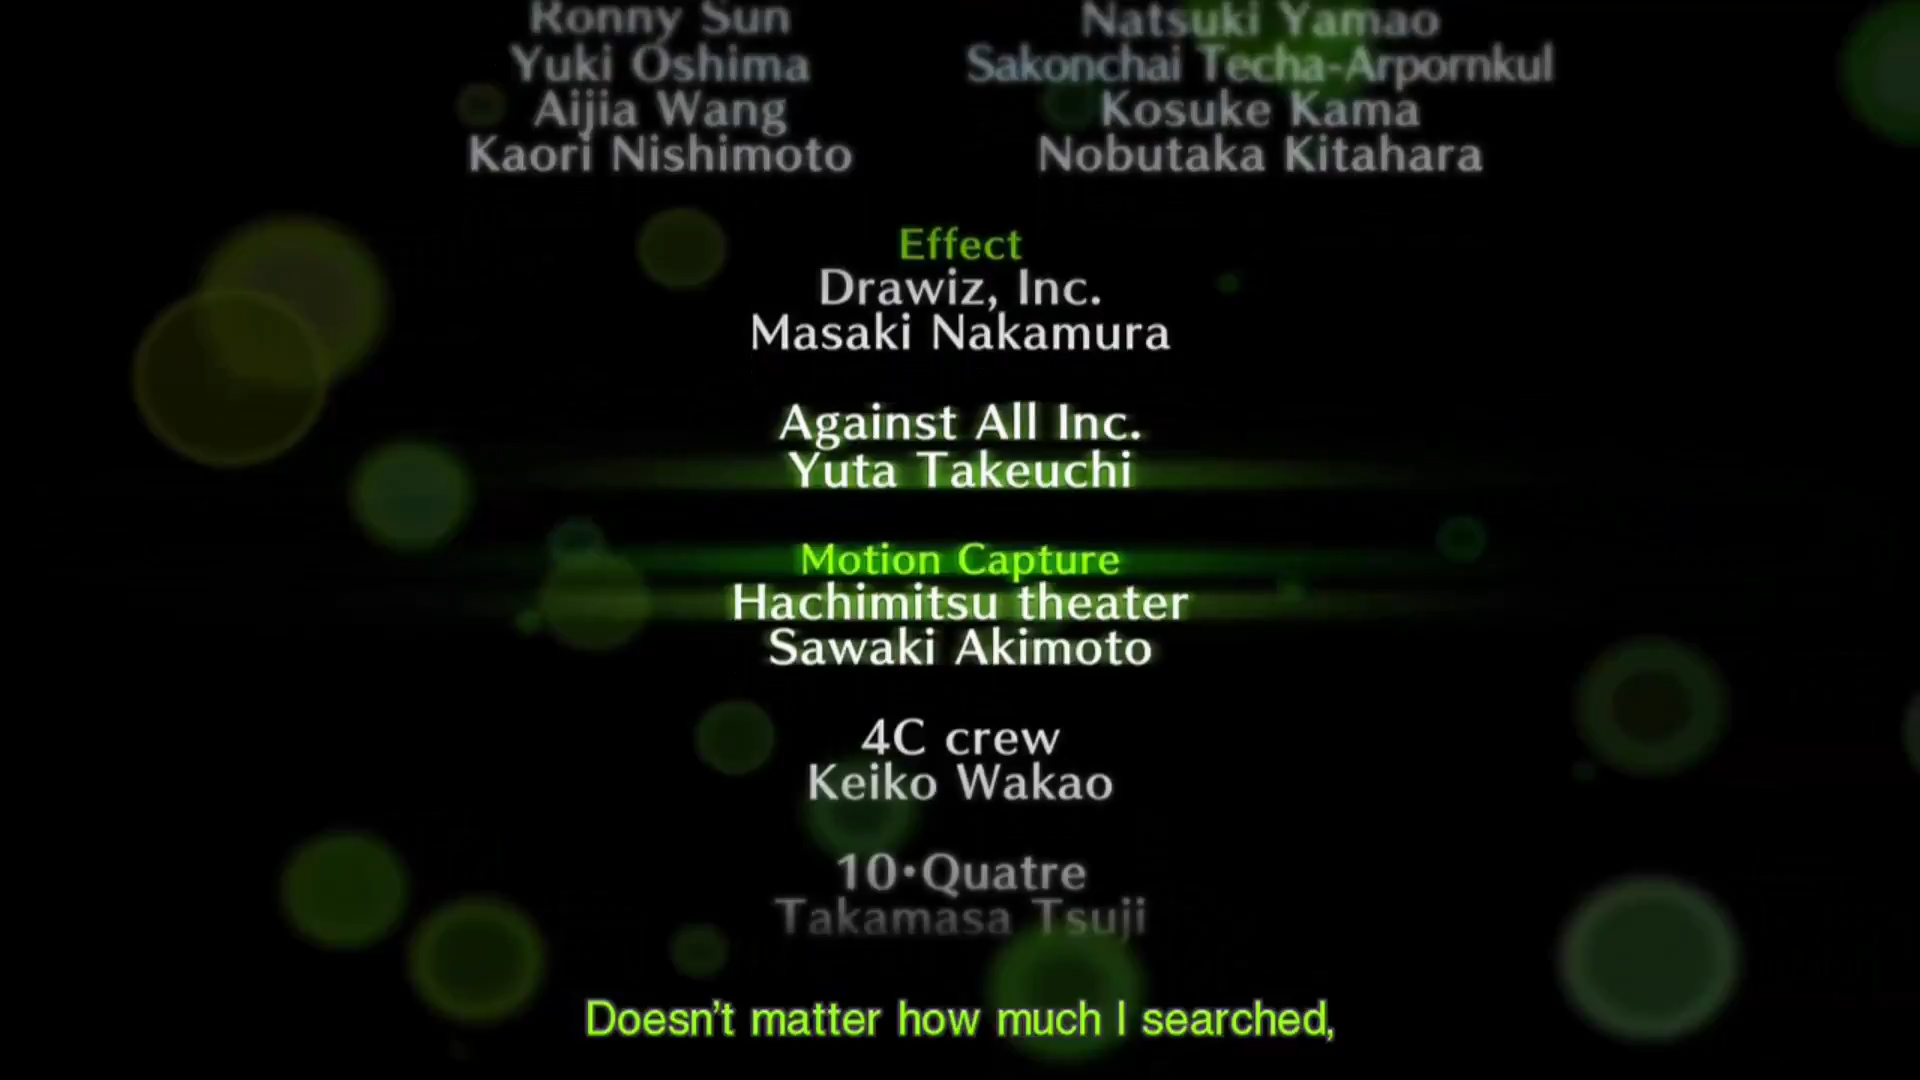 Ronny Sun
Natsuki Yamao
Yuki Oshima
Sakonchai Techa-Arpornkul
Aijia Wang
Kosuke Kama
Kaori Nishimoto
Nobutaka Kitahara
Effect
Drawiz, Inc.
Masaki Nakamura
Against All Inc.
Yuta Takeuchi
Motion Capture
Hachimitsu theater
Sawaki Akimoto
4C crew
Keiko Wakao
10・Quatre
Takamasa Tsuji
Doesn't matter how much I searched,